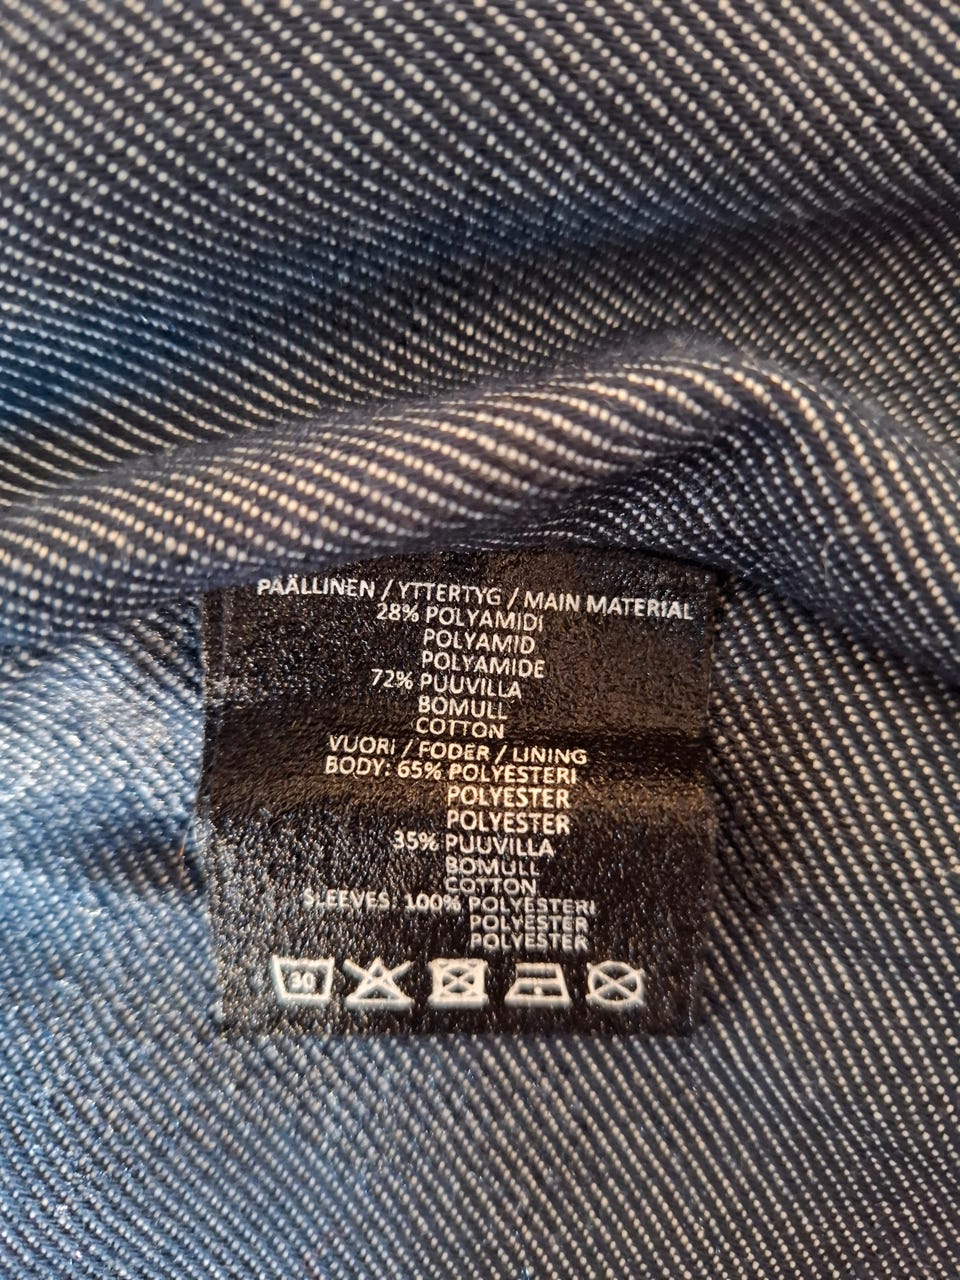 PÄÄLLINEN / YTTERTYG / MAIN MATERIAL
28% POLYAMIDI
POLYAMID
POLYAMIDE
72% PUUVILLA
BOMULL
COTTON
VUORI / FODER / LINING
BODY: 65% POLYESTERI
POLYESTER
POLYESTER
35% PUUVILLA
BOMULL
COTTON
SLEEVES: 100% POLYESTERI
POLYESTER
POLYESTER
30